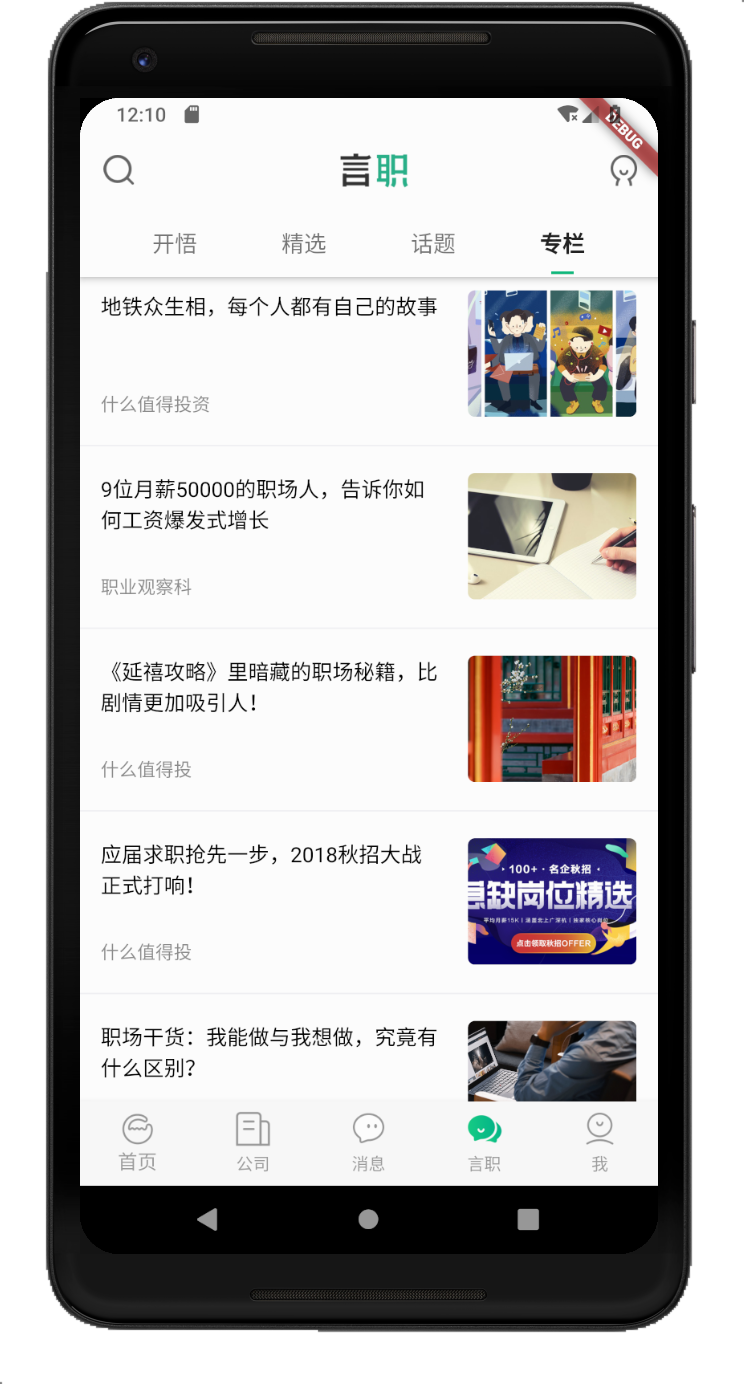 12:10
DEBUG
言职
开悟
精选
话题
专栏
地铁众生相，每个人都有自己的故事
什么值得投资
9位月薪50000的职场人，告诉你如
何工资爆发式增长
职业观察科
《延禧攻略》里暗藏的职场秘籍，比
剧情更加吸引人！
什么值得投
应届求职抢先一步，2018秋招大战
正式打响！
什么值得投
100+·名企秋招
急缺岗位精选
点击领取秋招OFFER
职场干货：我能做与我想做，究竟有
什么区别？
首页
公司
消息
言职
我